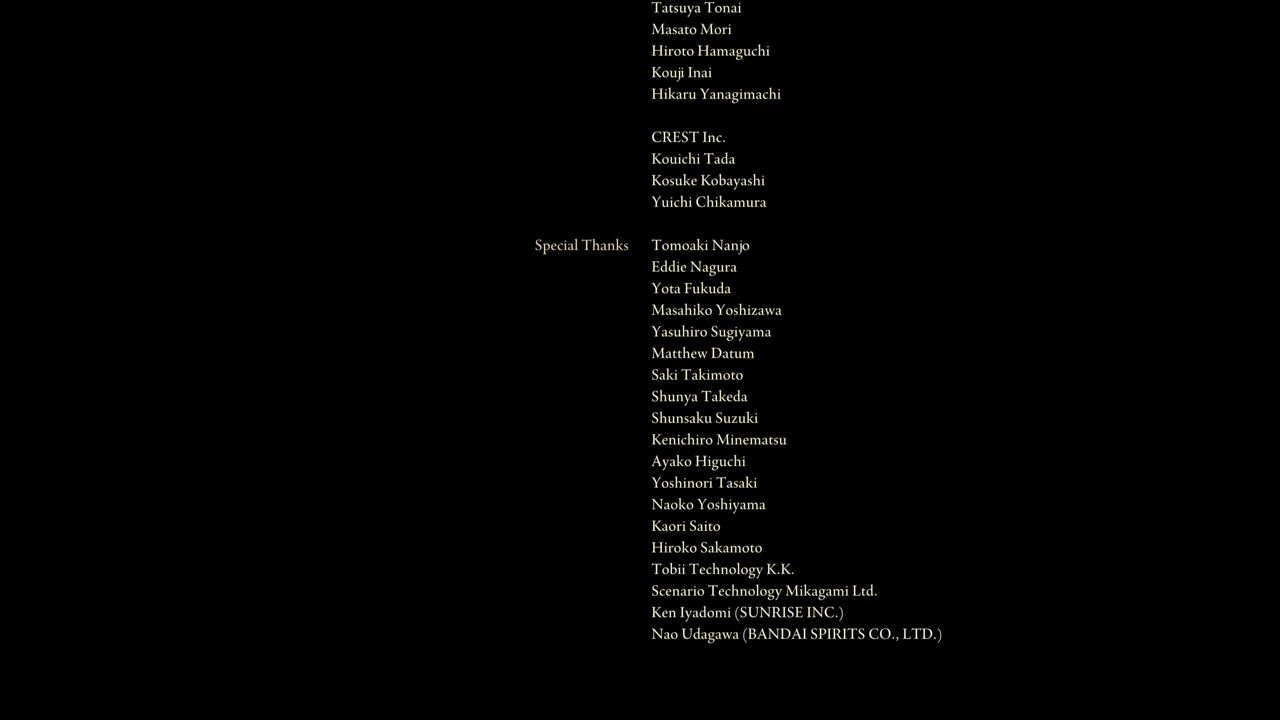 Tatsuya Tonai
Masato Mori
Hiroto Hamaguchi
Kouji Inai
Hikaru Yanagimachi
CREST Inc.
Kouichi Tada
Kosuke Kobayashi
Yuichi Chikamura
Special Thanks Tomoaki Nanjo
Eddie Nagura
Yota Fukuda
Masahiko Yoshizawa
Yasuhiro Sugiyama
Matthew Datum
Saki Takimoto
Shunya Takeda
Shunsaku Suzuki
Kenichiro Minematsu
Ayako Higuchi
Yoshinori Tasaki
Naoko Yoshiyama
Kaori Saito
Hiroko Sakamoto
Tobii Technology K.K.
Scenario Technology Mikagami Ltd.
Ken Iyadomi (SUNRISE INC.)
Nao Udagawa (BANDAI SPIRITS CO., LTD.)